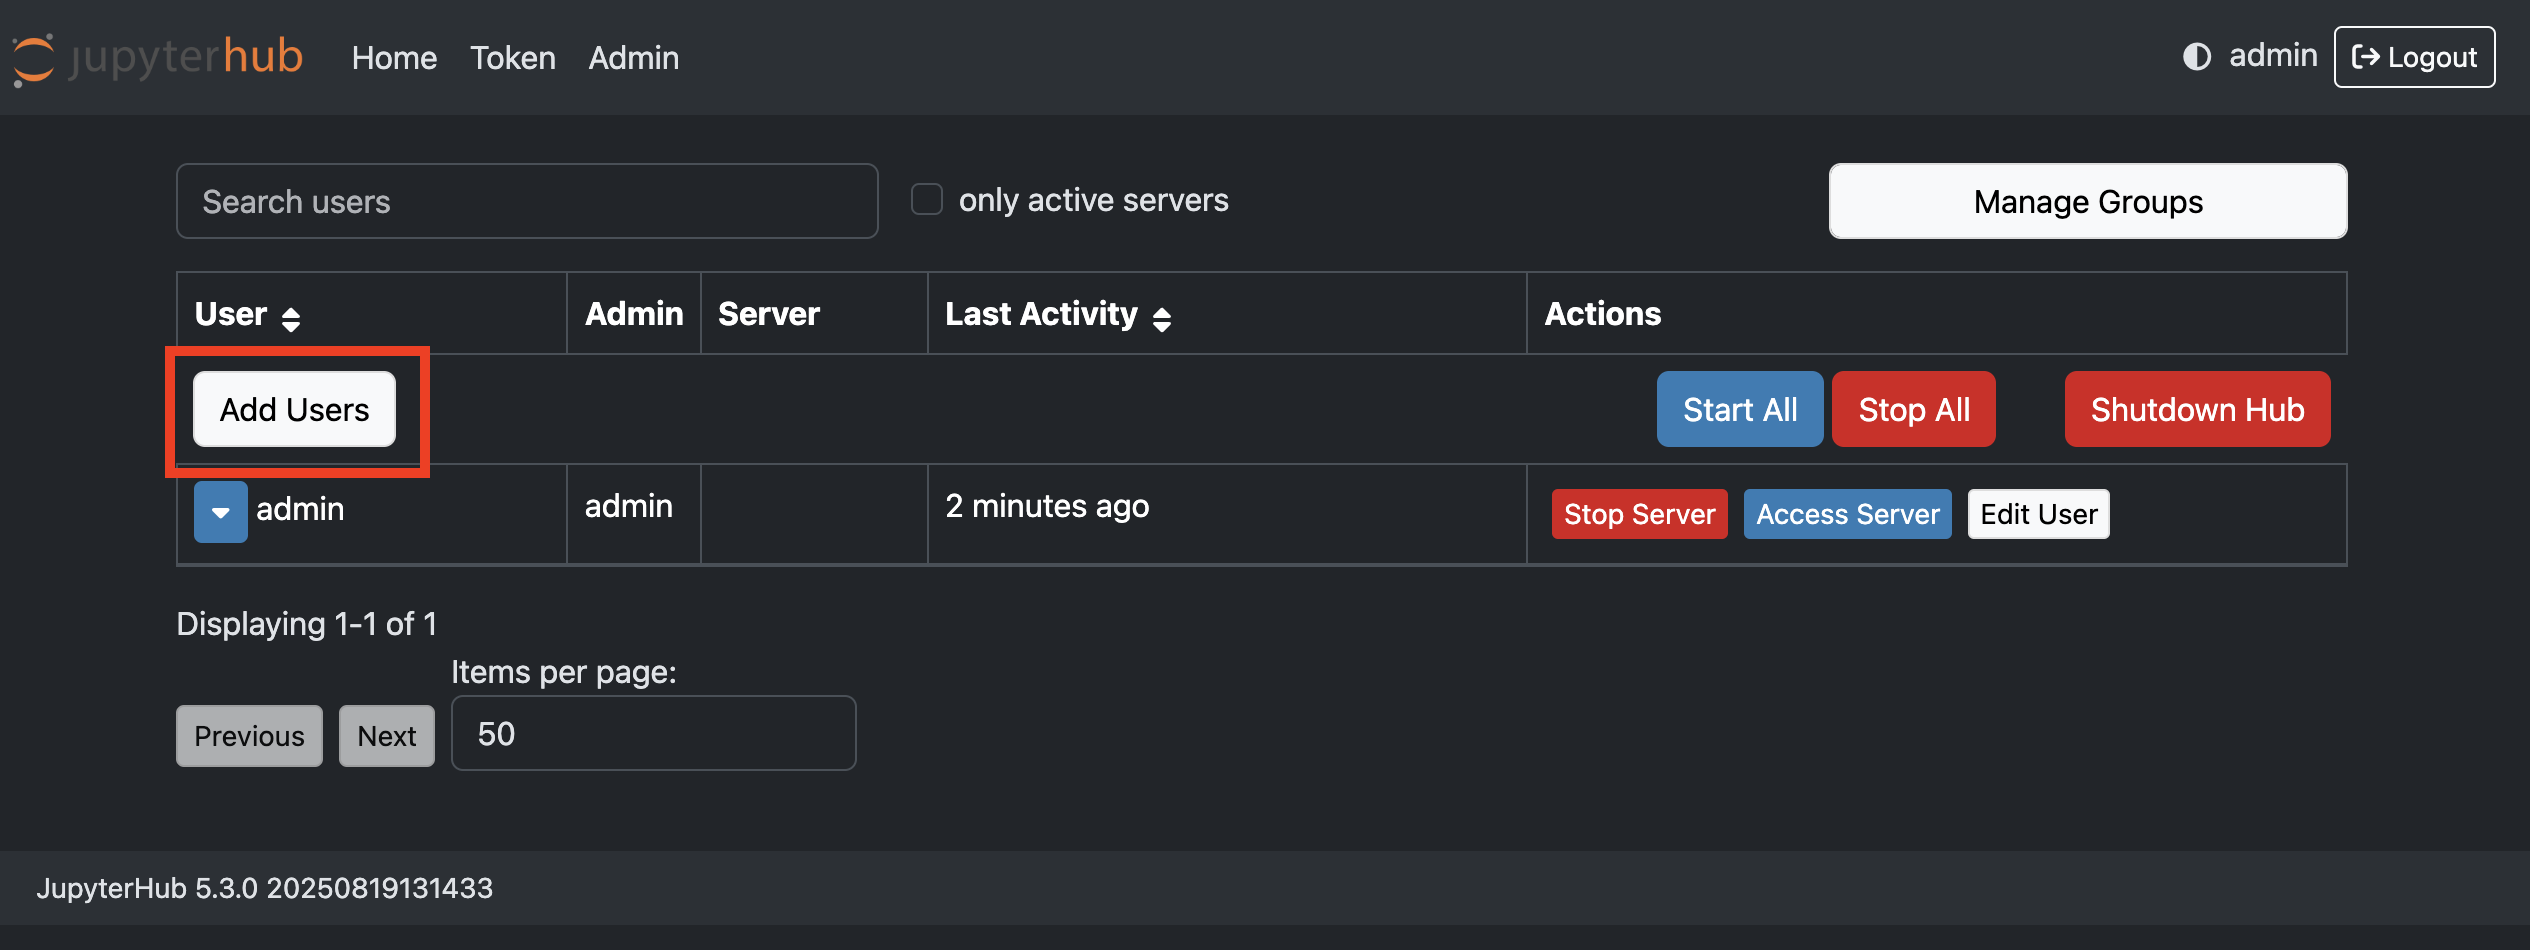 jupyterhub Home Token Admin admin Logout
Search users only active servers Manage Groups
User Admin Server Last Activity Actions
Add Users Start All Stop All Shutdown Hub
admin admin 2 minutes ago Stop Server Access Server Edit User
Displaying 1-1 of 1
Items per page:
Previous Next 50
JupyterHub 5.3.0 20250819131433